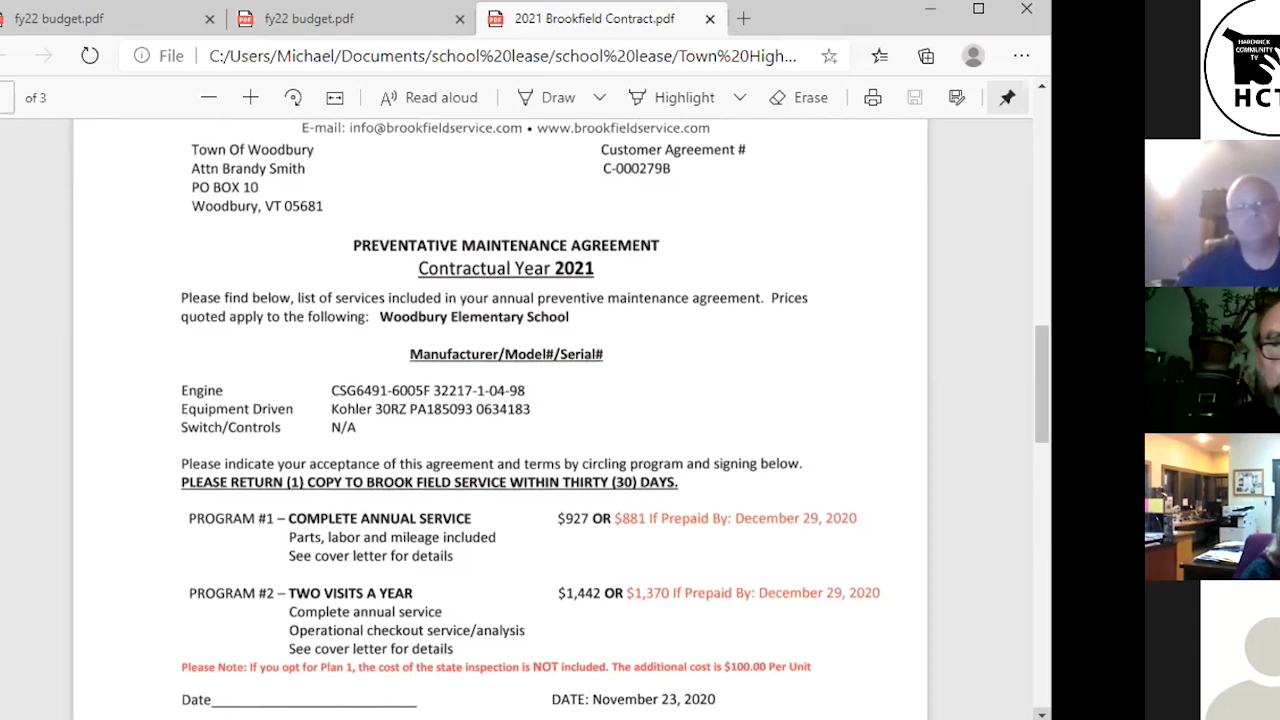 fy22 budget.pdf
fy22 budget.pdf
2021 Brookfield Contract.pdf
File
C:/Users/Michael/Documents/school%20lease/school%20lease/Town%20High...
of 3
Read aloud
Draw
Highlight
Erase
E-mail: info@brookfieldservice.com • www.brookfieldservice.com
Town Of Woodbury
Customer Agreement #
Attn Brandy Smith
C-000279B
PO BOX 10
Woodbury, VT 05681
PREVENTATIVE MAINTENANCE AGREEMENT
Contractual Year 2021
Please find below, list of services included in your annual preventive maintenance agreement. Prices
quoted apply to the following: Woodbury Elementary School
Manufacturer/Model#/Serial#
Engine CSG6491-6005F 32217-1-04-98
Equipment Driven Kohler 30RZ PA185093 0634183
Switch/Controls N/A
Please indicate your acceptance of this agreement and terms by circling program and signing below.
PLEASE RETURN (1) COPY TO BROOK FIELD SERVICE WITHIN THIRTY (30) DAYS.
PROGRAM #1 – COMPLETE ANNUAL SERVICE $927 OR $881 If Prepaid By: December 29, 2020
Parts, labor and mileage included
See cover letter for details
PROGRAM #2 – TWO VISITS A YEAR $1,442 OR $1,370 If Prepaid By: December 29, 2020
Complete annual service
Operational checkout service/analysis
See cover letter for details
Please Note: If you opt for Plan 1, the cost of the state inspection is NOT included. The additional cost is $100.00 Per Unit
Date____________________________
DATE: November 23, 2020
HARDWICK
COMMUNITY
TV
HCT